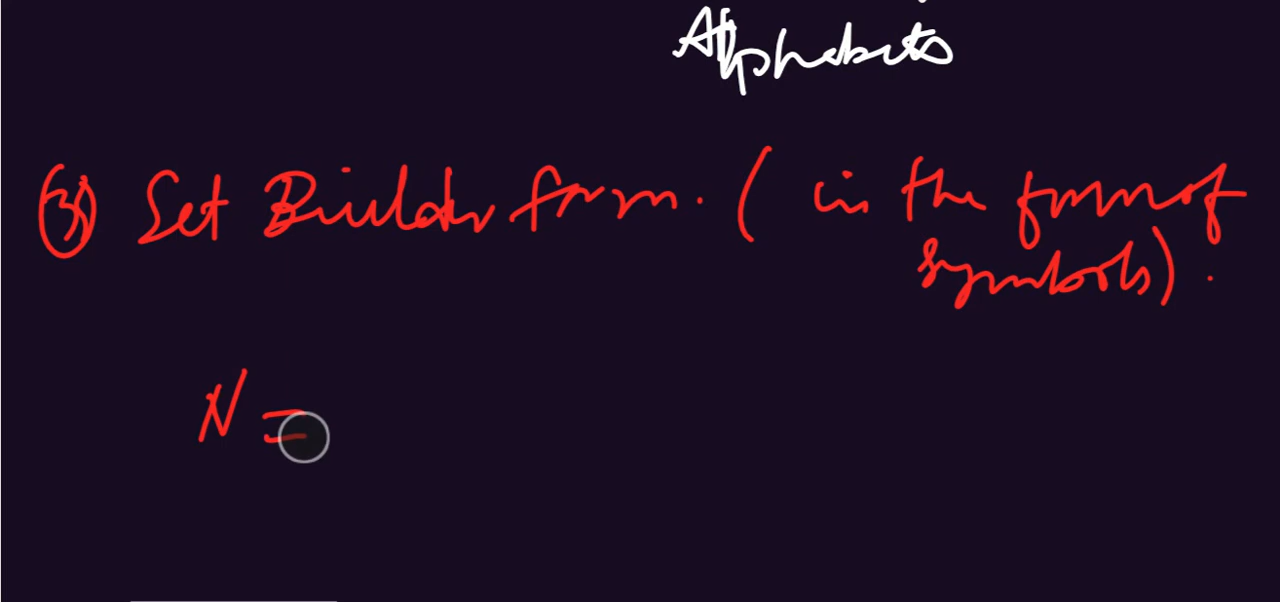 Alphabets
③ Set Builder form. ( in the form of
symbols).
N =